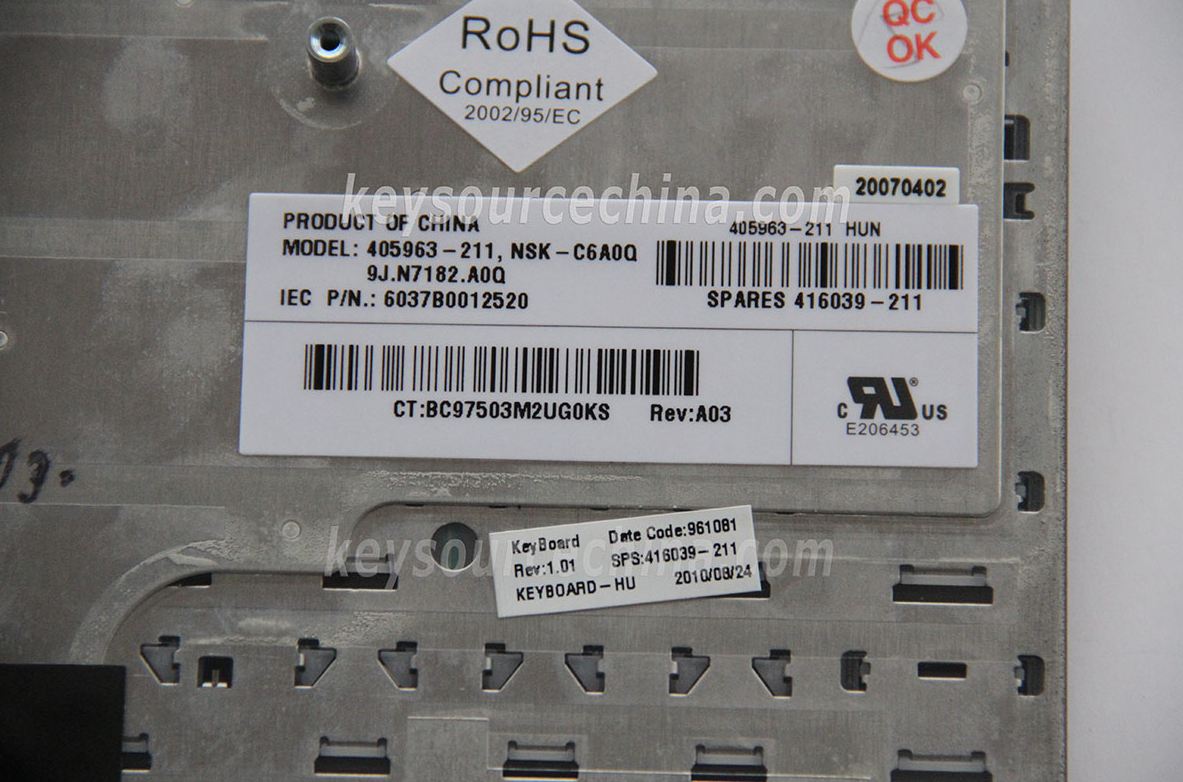 RoHS
Compliant
2002/95/EC
QC
OK
20070402
keysourcechina.com
PRODUCT OF CHINA
MODEL: 405963-211, NSK-C6A0Q
9J.N7182.A0Q
IEC P/N.: 6037B0012520
405963-211 HUN
SPARES 416039-211
CT:BC97503M2UG0KS Rev:A03
c RU US
E206453
keysourcechina.com
KeyBoard Date Code:961081
Rev:1.01 SPS:416039-211
KEYBOARD-HU 2010/08/24